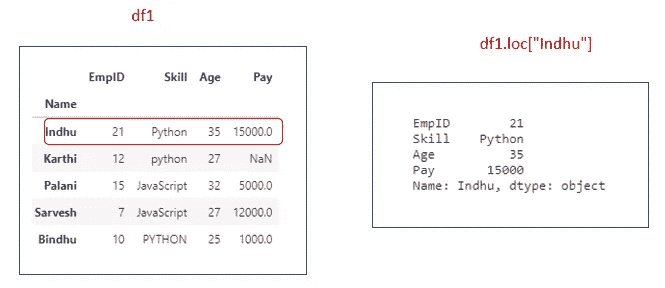 df1
EmpID Skill Age Pay
Name
Indhu 21 Python 35 15000.0
Karthi 12 python 27 NaN
Palani 15 JavaScript 32 5000.0
Sarvesh 7 JavaScript 27 12000.0
Bindhu 10 PYTHON 25 1000.0
df1.loc["Indhu"]
EmpID 21
Skill Python
Age 35
Pay 15000
Name: Indhu, dtype: object